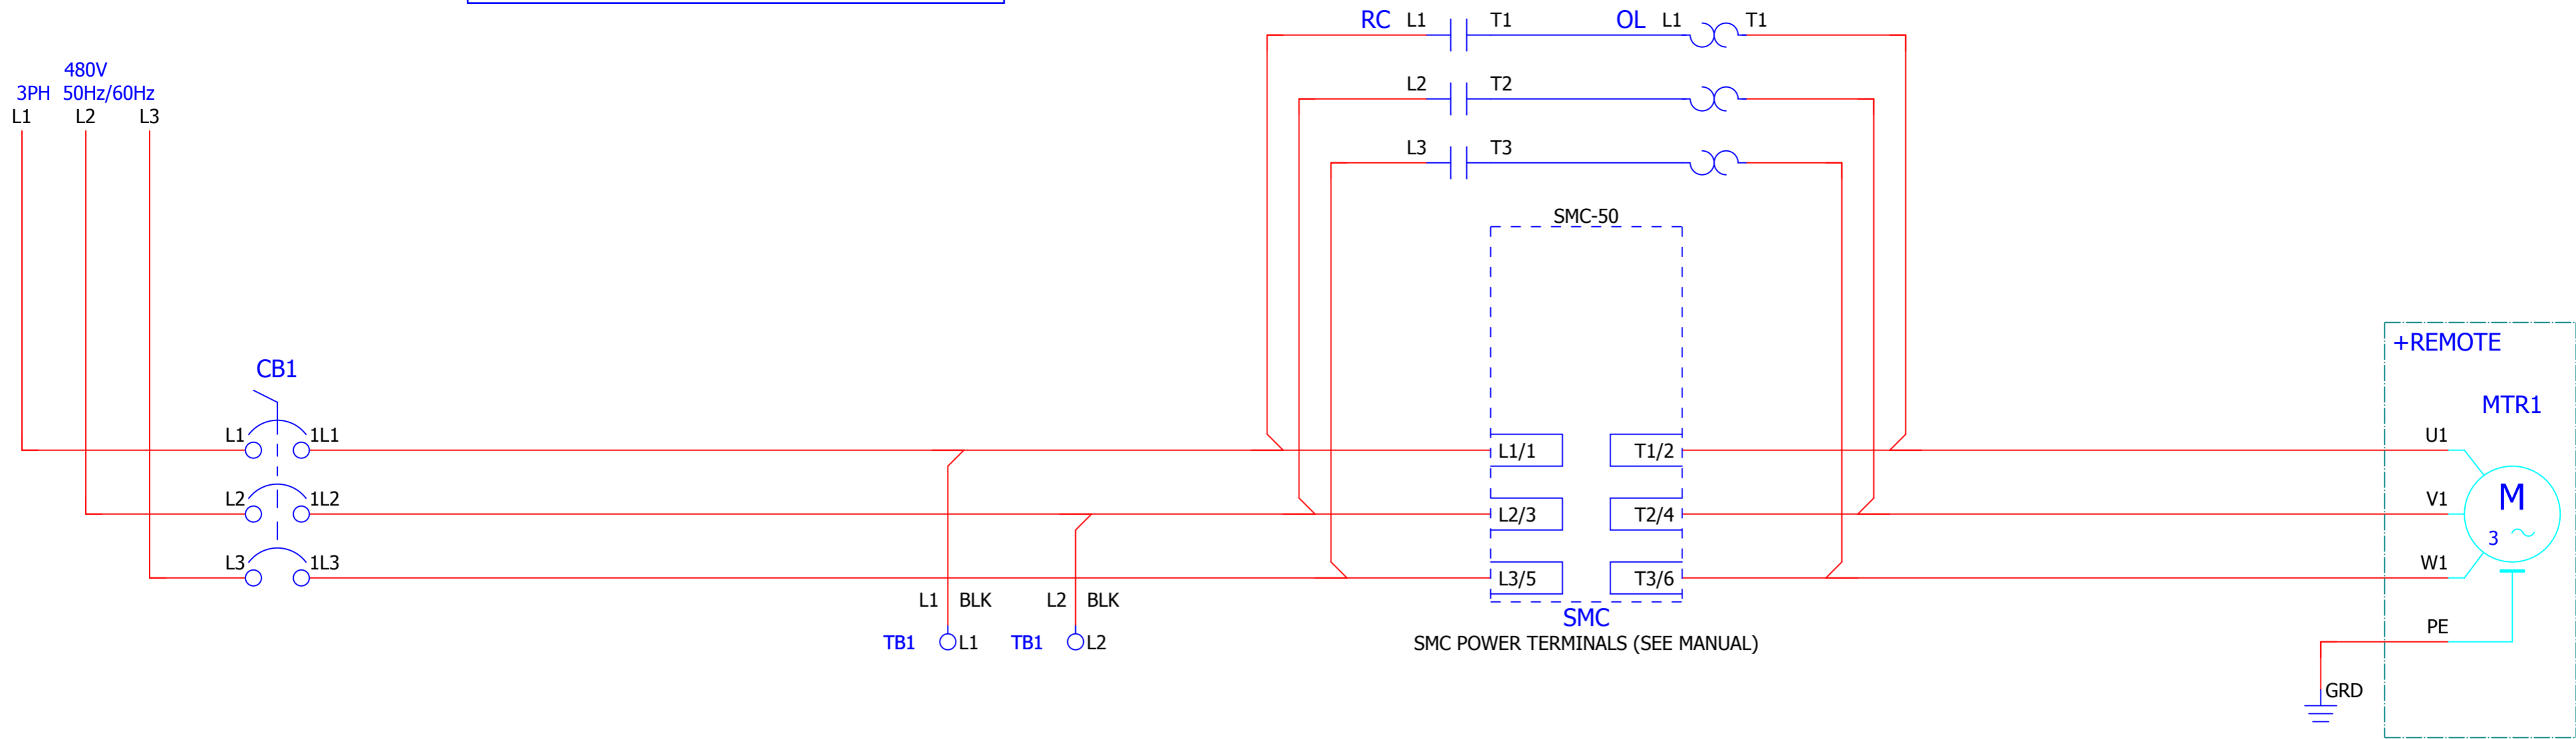 RC L1 T1 OL L1 T1
480V
3PH 50Hz/60Hz
L1 L2 L3
L2 T2
L3 T3
SMC-50
+REMOTE
CB1
MTR1
L1 1L1 L1/1 T1/2 U1
L2 1L2 L2/3 T2/4 V1
M
3
L3 1L3 L3/5 T3/6 W1
L1 BLK L2 BLK
SMC
PE
TB1 L1 TB1 L2
SMC POWER TERMINALS (SEE MANUAL)
GRD